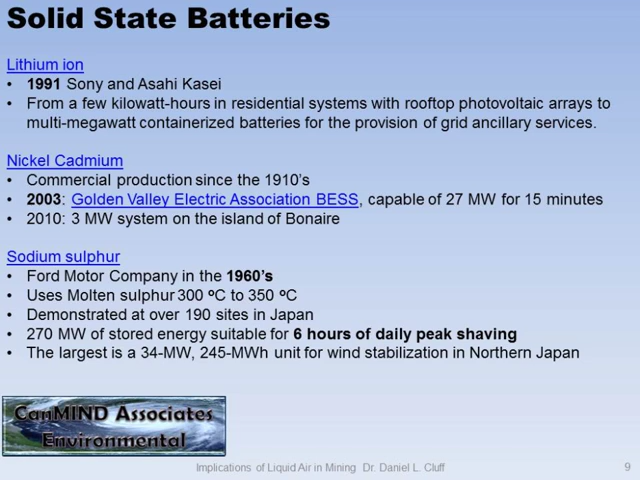 Solid State Batteries
Lithium ion
• 1991 Sony and Asahi Kasei
• From a few kilowatt-hours in residential systems with rooftop photovoltaic arrays to
multi-megawatt containerized batteries for the provision of grid ancillary services.
Nickel Cadmium
• Commercial production since the 1910's
• 2003: Golden Valley Electric Association BESS, capable of 27 MW for 15 minutes
• 2010: 3 MW system on the island of Bonaire
Sodium sulphur
• Ford Motor Company in the 1960's
• Uses Molten sulphur 300 ºC to 350 ºC
• Demonstrated at over 190 sites in Japan
• 270 MW of stored energy suitable for 6 hours of daily peak shaving
• The largest is a 34-MW, 245-MWh unit for wind stabilization in Northern Japan
CanMIND Associates
Environmental
Implications of Liquid Air in Mining Dr. Daniel L. Cluff
9